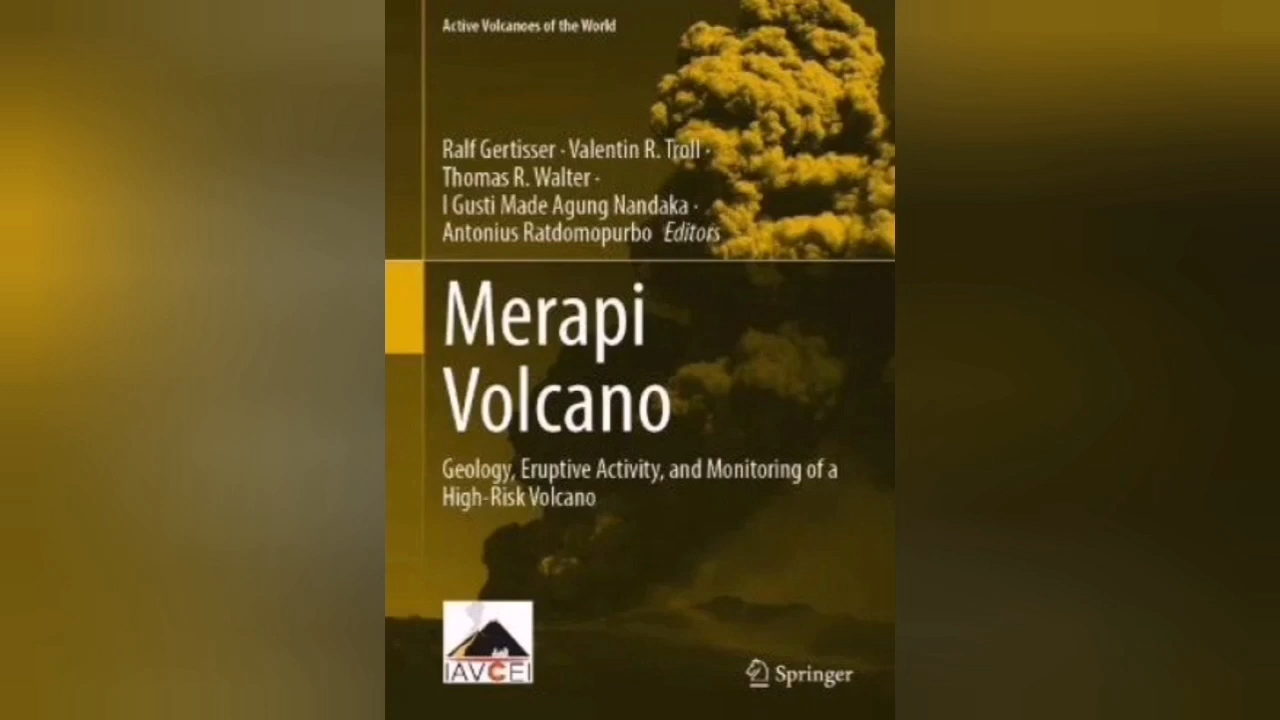 Active Volcanoes of the World
Ralf Gertisser · Valentin R. Troll ·
Thomas R. Walter ·
I Gusti Made Agung Nandaka ·
Antonius Ratdomopurbo Editors
Merapi
Volcano
Geology, Eruptive Activity, and Monitoring of a
High-Risk Volcano
IAVCEI
Springer